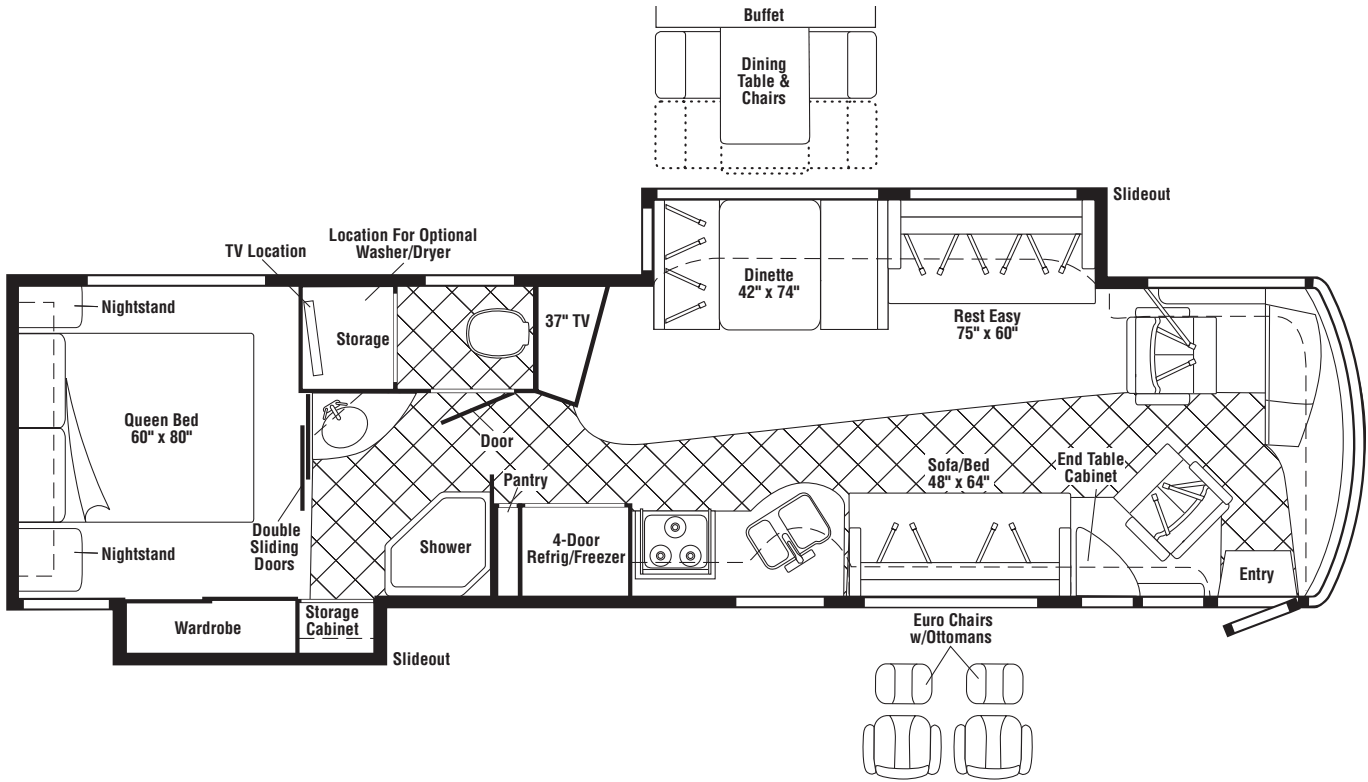 Buffet
Dining
Table &
Chairs
Slideout
TV Location
Location For Optional
Washer/Dryer
Nightstand
Storage
37" TV
Dinette
42" x 74"
Rest Easy
75" x 60"
Queen Bed
60" x 80"
Door
Pantry
Sofa/Bed
48" x 64"
End Table
Cabinet
Nightstand
Double
Sliding
Doors
Shower
4-Door
Refrig/Freezer
Entry
Wardrobe
Storage
Cabinet
Slideout
Euro Chairs
w/Ottomans